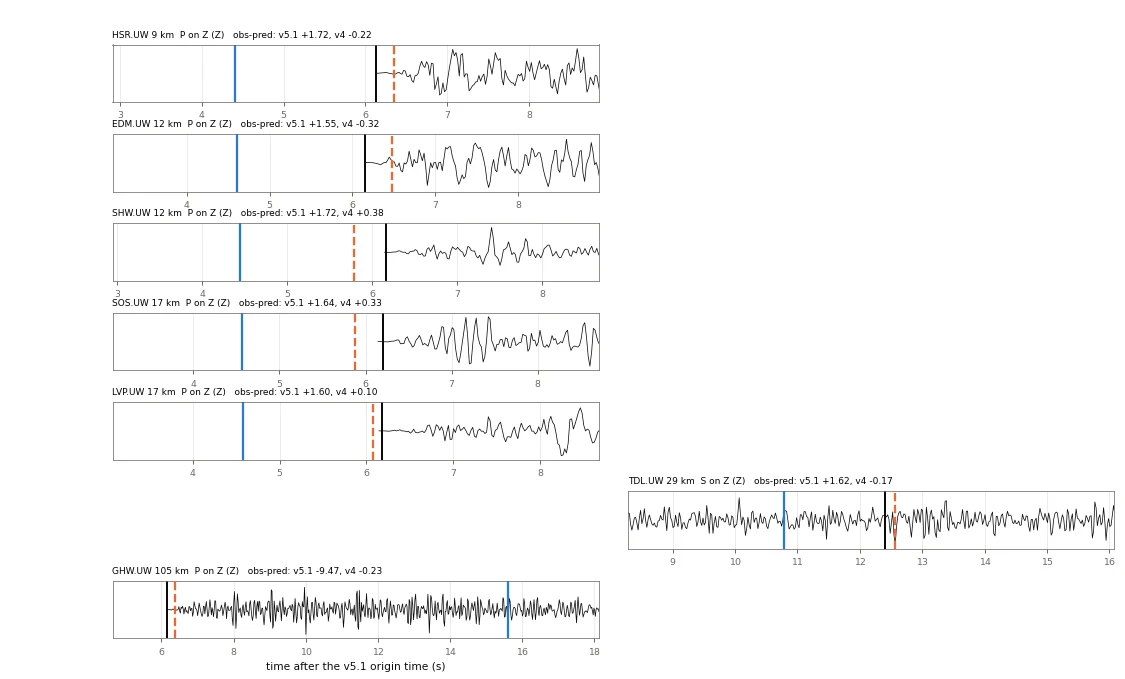 HSR.UW 9 km  P on Z (Z)   obs-pred: v5.1 +1.72, v4 -0.22
3 4 5 6 7 8
EDM.UW 12 km  P on Z (Z)   obs-pred: v5.1 +1.55, v4 -0.32
4 5 6 7 8
SHW.UW 12 km  P on Z (Z)   obs-pred: v5.1 +1.72, v4 +0.38
3 4 5 6 7 8
SOS.UW 17 km  P on Z (Z)   obs-pred: v5.1 +1.64, v4 +0.33
4 5 6 7 8
LVP.UW 17 km  P on Z (Z)   obs-pred: v5.1 +1.60, v4 +0.10
4 5 6 7 8
TDL.UW 29 km  S on Z (Z)   obs-pred: v5.1 +1.62, v4 -0.17
9 10 11 12 13 14 15 16
GHW.UW 105 km  P on Z (Z)   obs-pred: v5.1 -9.47, v4 -0.23
6 8 10 12 14 16 18
time after the v5.1 origin time (s)